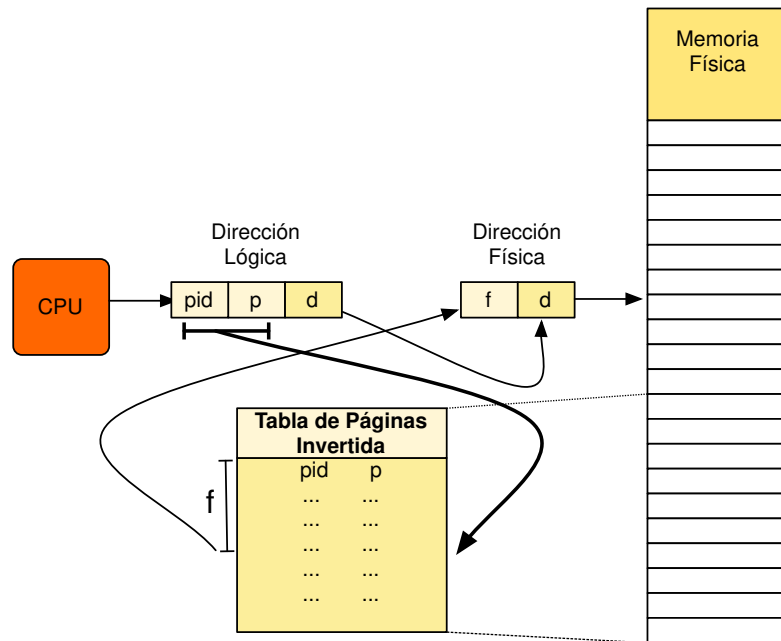 Memoria
Física
Dirección
Lógica
Dirección
Física
CPU
pid p d
f d
Tabla de Páginas
Invertida
pid p
... ...
... ...
... ...
... ...
... ...
f